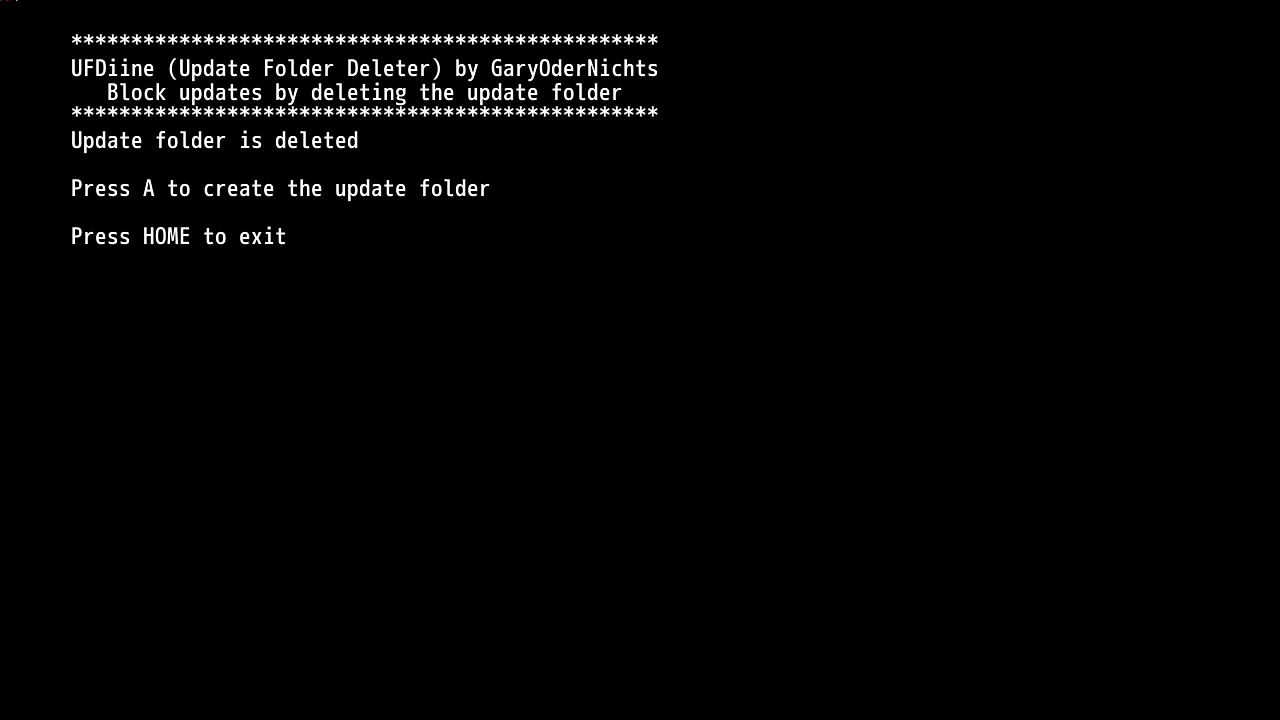 *************************************************
UFDiine (Update Folder Deleter) by GaryOderNichts
Block updates by deleting the update folder
*************************************************
Update folder is deleted
Press A to create the update folder
Press HOME to exit